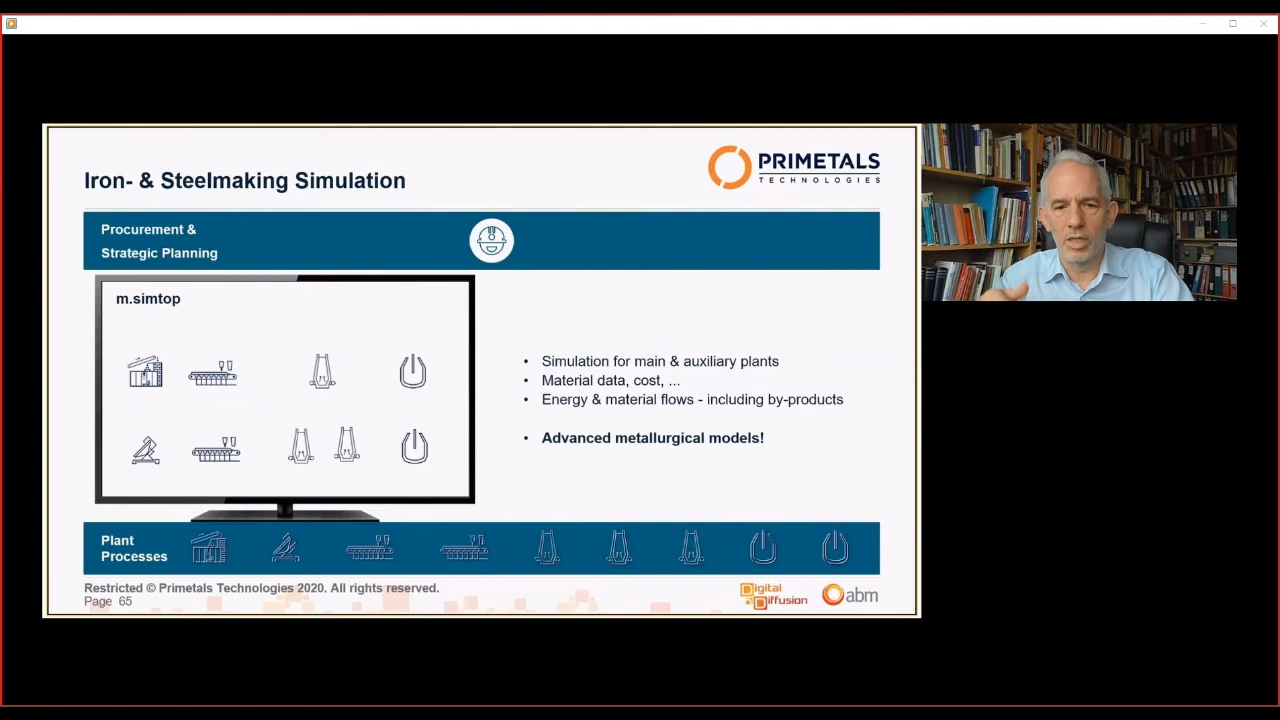 Iron- & Steelmaking Simulation
PRIMETALS
TECHNOLOGIES
Procurement &
Strategic Planning
m.simtop
• Simulation for main & auxiliary plants
• Material data, cost, ...
• Energy & material flows - including by-products
• Advanced metallurgical models!
Plant
Processes
Restricted © Primetals Technologies 2020. All rights reserved.
Page 65
Digital
Diffusion
abm